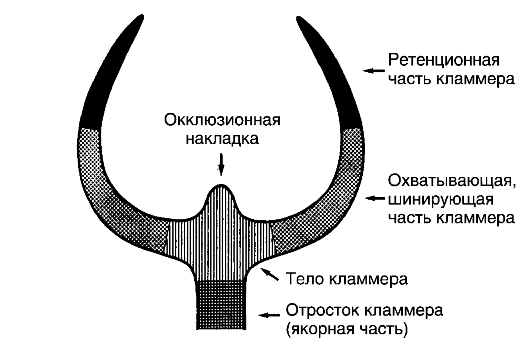 Ретенционная
часть кламмера
Окклюзионная
накладка
Охватывающая,
шинирующая
часть кламмера
Тело кламмера
Отросток кламмера
(якорная часть)